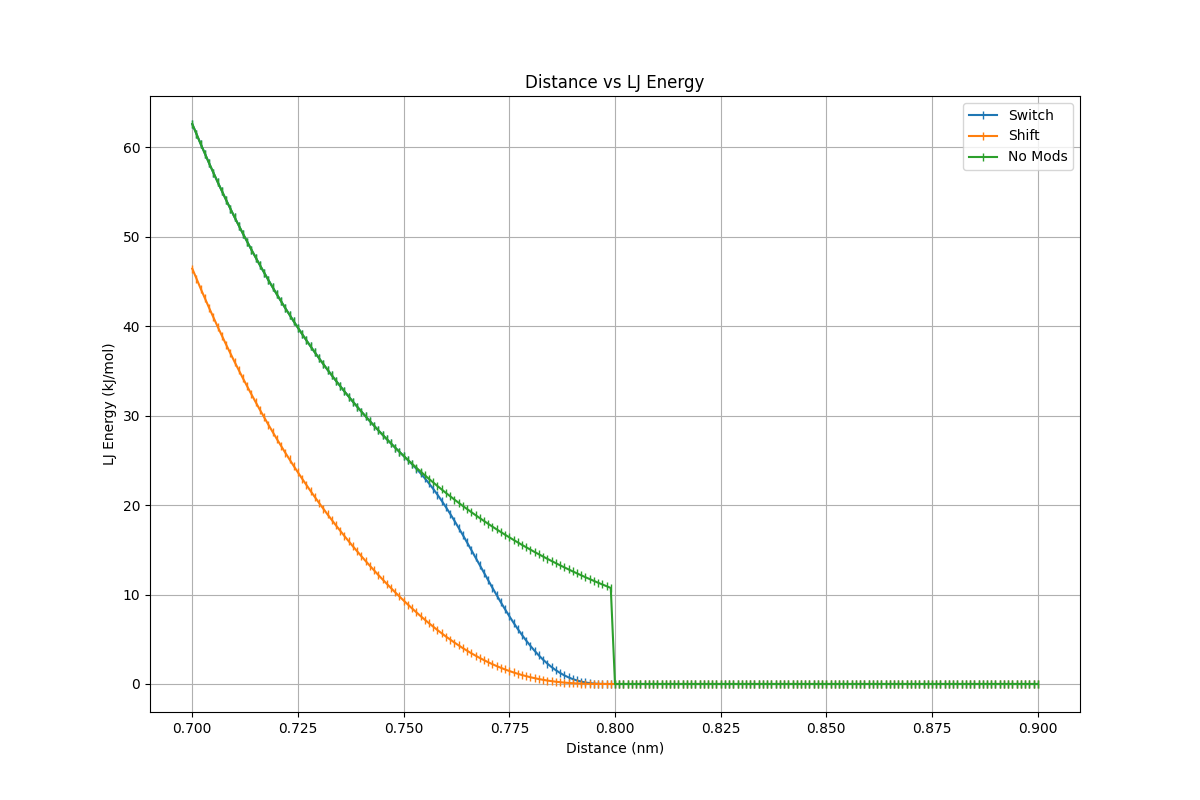 Distance vs LJ Energy
Switch
Shift
No Mods
LJ Energy (kJ/mol)
60
50
40
30
20
10
0
0.700 0.725 0.750 0.775 0.800 0.825 0.850 0.875 0.900
Distance (nm)